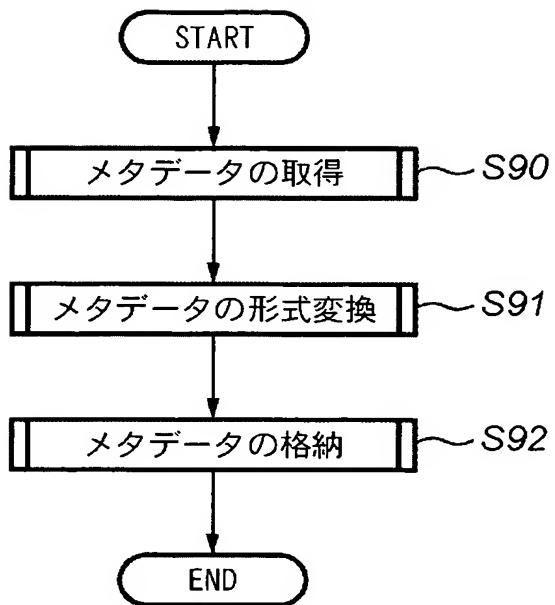 START
メタデータの取得
S90
メタデータの形式変換
S91
メタデータの格納
S92
END